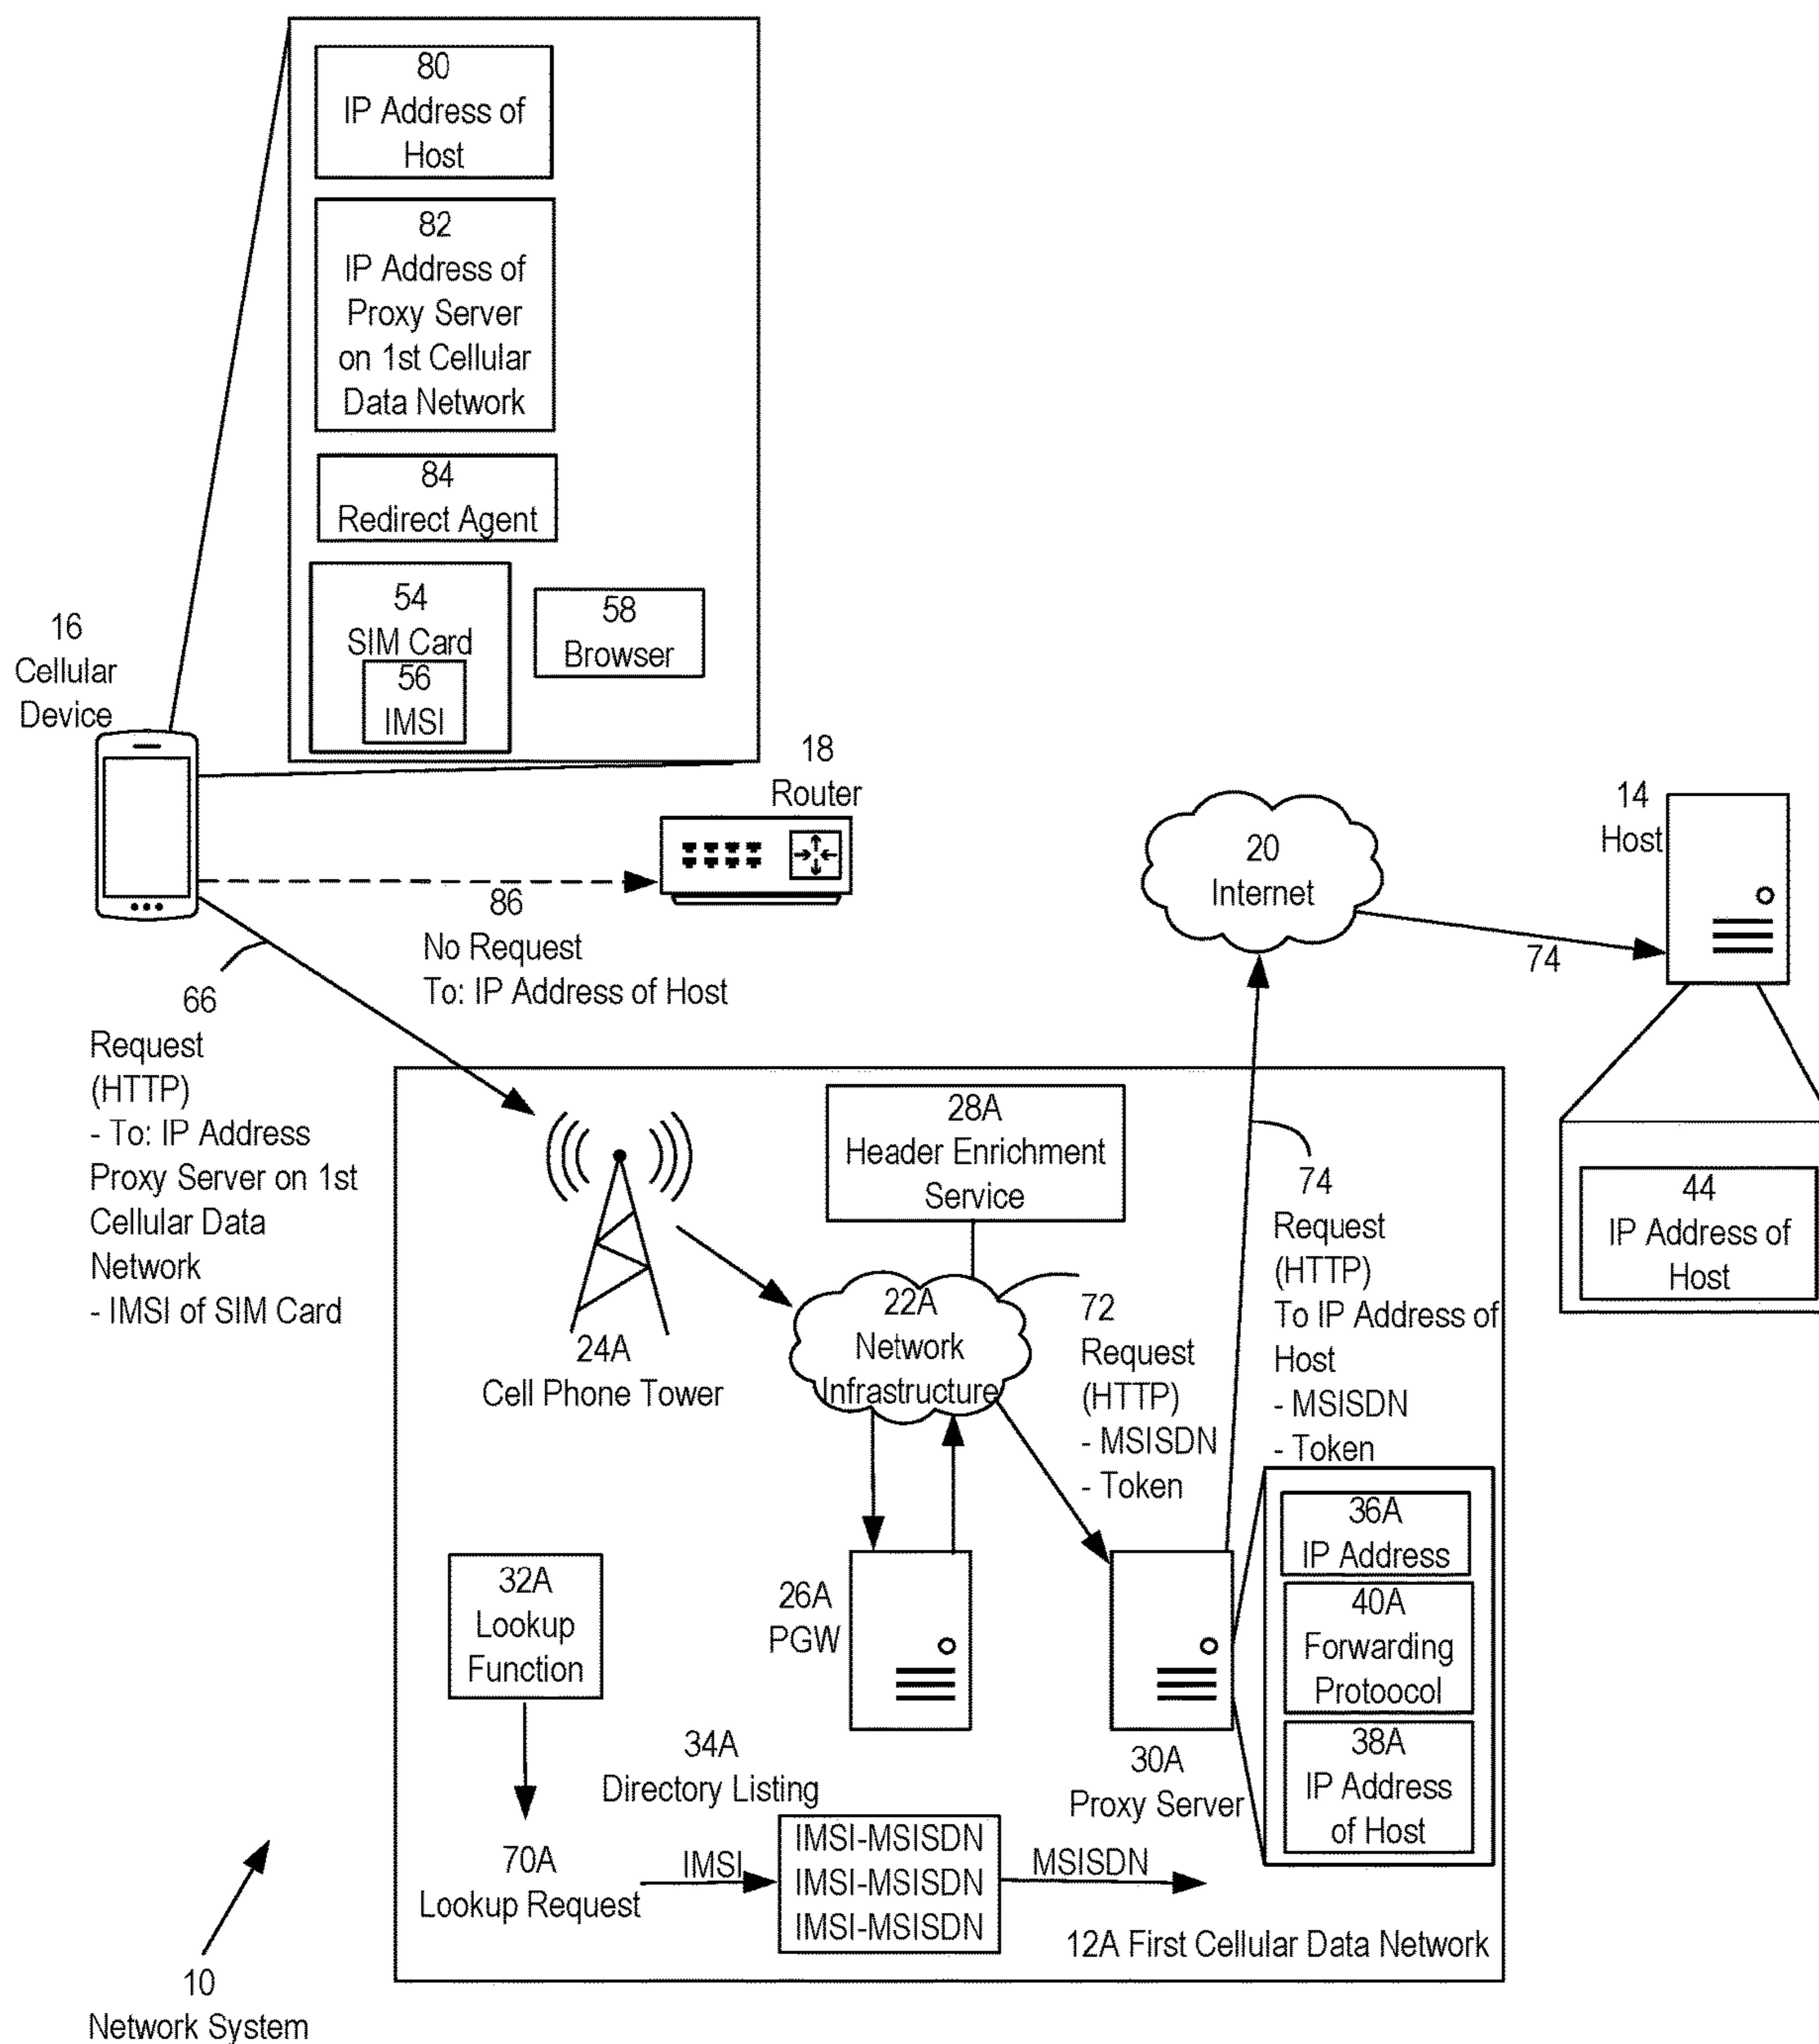 80
IP Address of
Host
82
IP Address of
Proxy Server
on 1st Cellular
Data Network
84
Redirect Agent
54
SIM Card
56
IMSI
58
Browser
16
Cellular
Device
18
Router
86
No Request
To: IP Address of Host
66
Request
(HTTP)
- To: IP Address
Proxy Server on 1st
Cellular Data
Network
- IMSI of SIM Card
20
Internet
14
Host
74
44
IP Address of
Host
28A
Header Enrichment
Service
24A
Cell Phone Tower
22A
Network
Infrastructure
72
Request
(HTTP)
- MSISDN
- Token
74
Request
(HTTP)
To IP Address of
Host
- MSISDN
- Token
36A
IP Address
40A
Forwarding
Protoocol
38A
IP Address
of Host
32A
Lookup
Function
26A
PGW
30A
Proxy Server
34A
Directory Listing
70A
Lookup Request
IMSI
IMSI-MSISDN
IMSI-MSISDN
IMSI-MSISDN
MSISDN
12A First Cellular Data Network
10
Network System